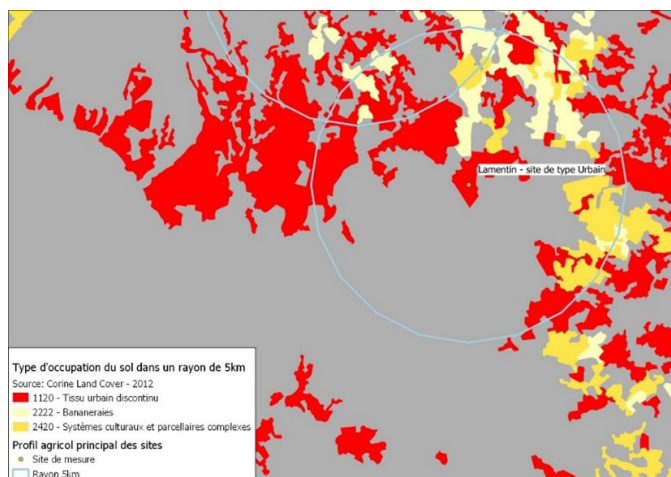 Lamentin - site de type Urbain
Type d'occupation du sol dans un rayon de 5km
Source: Corine Land Cover - 2012
1120 - Tissu urbain discontinu
2222 - Bananeraies
2420 - Systèmes culturaux et parcellaires complexes
Profil agricol principal des sites
Site de mesure
Rayon 5km